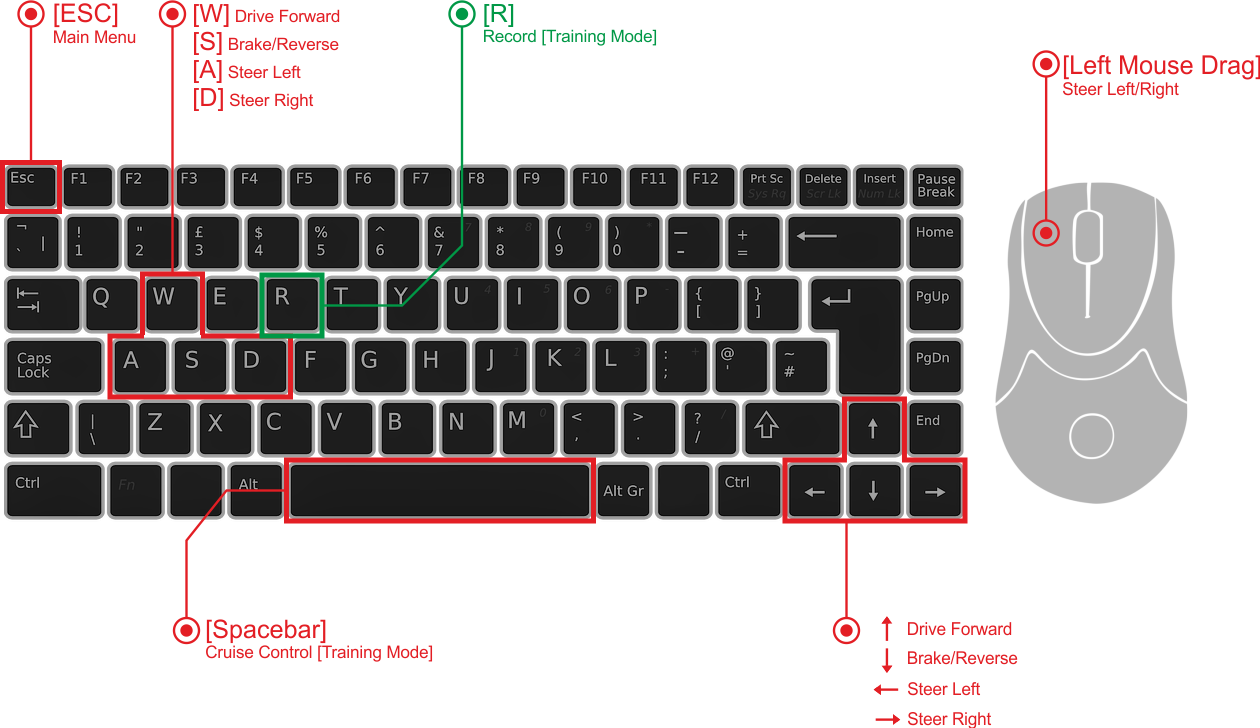 [ESC]
Main Menu
[W] Drive Forward
[S] Brake/Reverse
[A] Steer Left
[D] Steer Right
[R]
Record [Training Mode]
[Left Mouse Drag]
Steer Left/Right
Esc F1 F2 F3 F4 F5 F6 F7 F8 F9 F10 F11 F12 Prt Sc Delete Insert Pause
Sys Rq Scr Lk Num Lk Break
¬ | ! " £ $ % ^ & 7 * 8 ( 9 ) * — + ← Home
` 1 2 3 4 5 6 7 8 9 0 - =
Q W E R T Y U 4 I 5 O 6 P - { } PgUp
[ ]
Caps A S D F G H J 1 K 2 L 3 : + @ ~ PgDn
Lock ; ' #
| Z X C V B N M 0 < > ? / ↑ End
\ , . /
Ctrl Fn Alt Alt Gr Ctrl ← ↓ →
[Spacebar]
Cruise Control [Training Mode]
↑ Drive Forward
↓ Brake/Reverse
← Steer Left
→ Steer Right